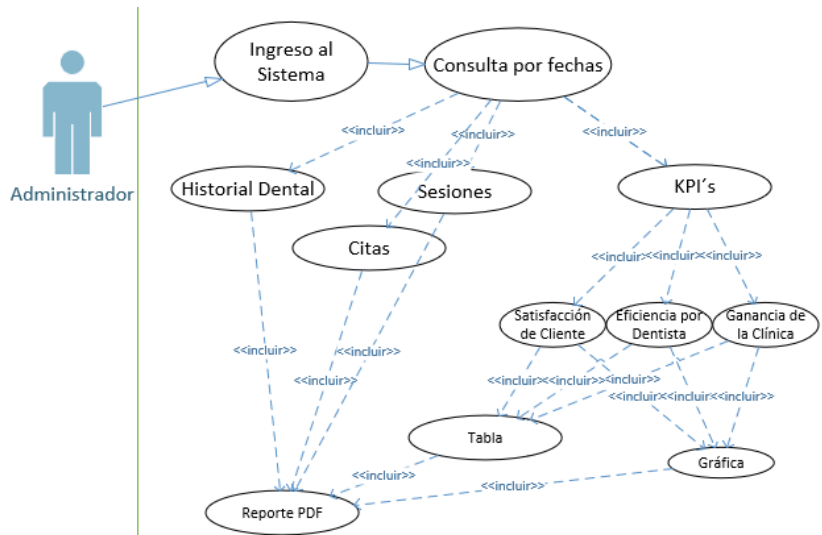 Ingreso al
Sistema
Consulta por fechas
Administrador
<<incluir>>
<<incluir>>
<<incluir>>
<<incluir>>
Historial Dental
Sesiones
KPI´s
Citas
<<incluir>>
<<incluir>>
<<incluir>>
Satisfacción
de Cliente
Eficiencia por
Dentista
Ganancia de
la Clínica
<<incluir>>
<<incluir>>
<<incluir>>
<<incluir>>
<<incluir>>
<<incluir>>
<<incluir>>
<<incluir>>
Tabla
Gráfica
<<incluir>>
<<incluir>>
Reporte PDF